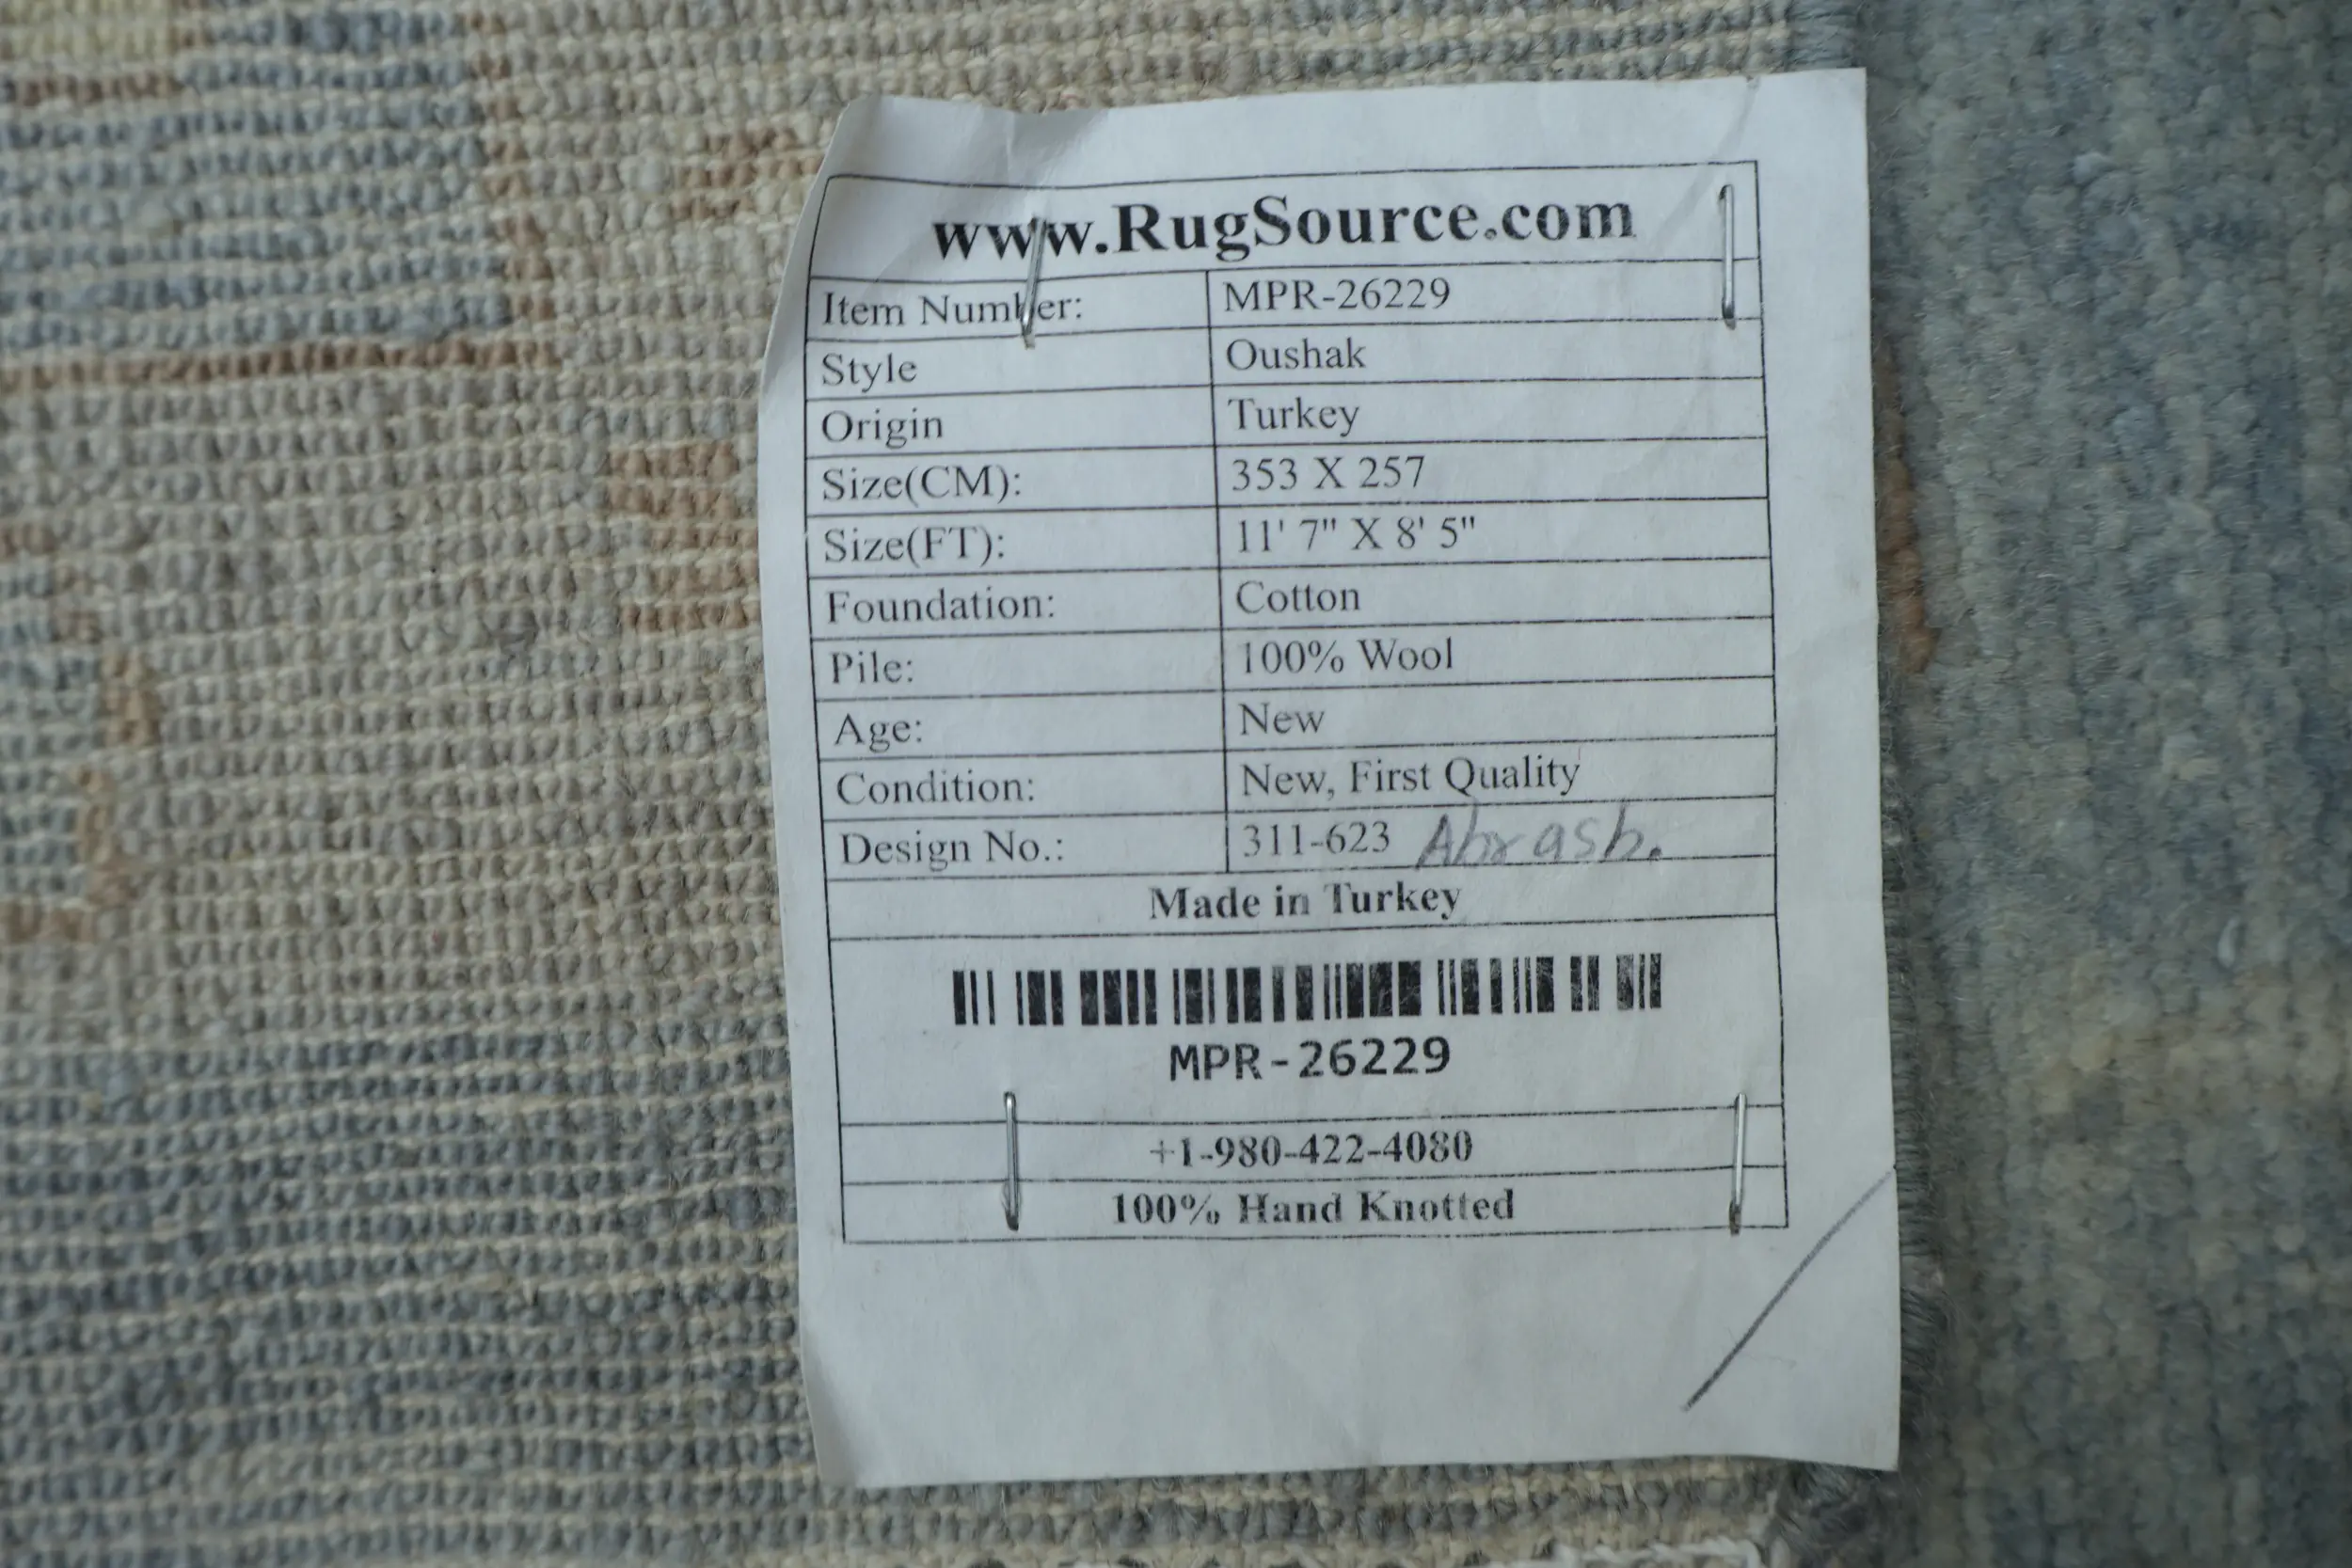 www.RugSource.com
Item Number: MPR-26229
Style Oushak
Origin Turkey
Size(CM): 353 X 257
Size(FT): 11' 7" X 8' 5"
Foundation: Cotton
Pile: 100% Wool
Age: New
Condition: New, First Quality
Design No.: 311-623 Abrash.
Made in Turkey
MPR-26229
+1-980-422-4080
100% Hand Knotted